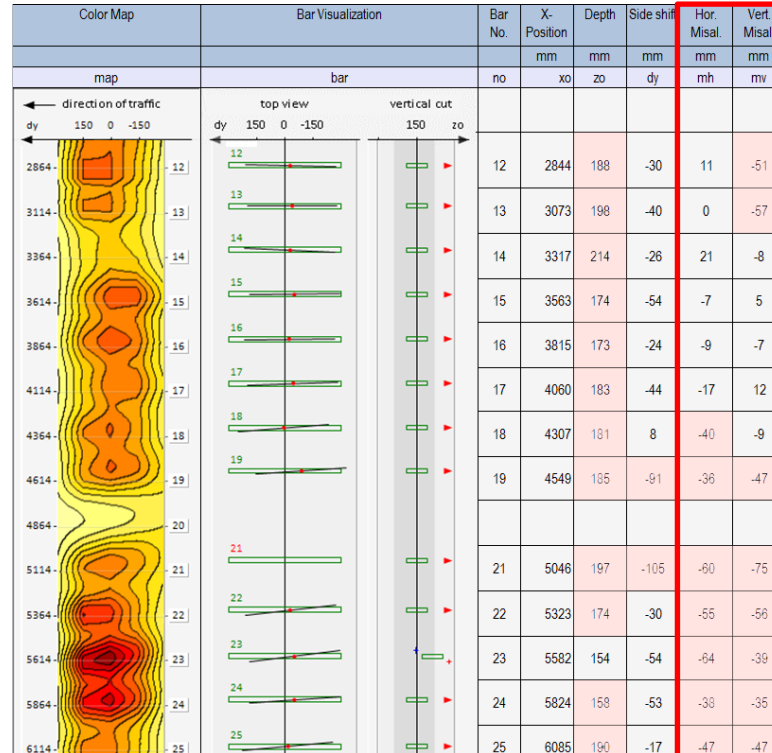 Color Map Bar Visualization Bar No. X-Position Depth Side shift Hor. Misal. Vert. Misal
mm mm mm mm mm
map bar no xo zo dy mh mv
direction of traffic top view vertical cut
dy 150 0 -150 dy 150 0 -150 150 zo
2864 12 12 12 2844 188 -30 11 -51
3114 13 13 13 3073 198 -40 0 -57
3364 14 14 14 3317 214 -26 21 -8
3614 15 15 15 3563 174 -54 -7 5
3864 16 16 16 3815 173 -24 -9 -7
4114 17 17 17 4060 183 -44 -17 12
4364 18 18 18 4307 181 8 -40 -9
4614 19 19 19 4549 185 -91 -36 -47
4864 20
5114 21 21 21 5046 197 -105 -60 -75
5364 22 22 22 5323 174 -30 -55 -56
5614 23 23 23 5582 154 -54 -64 -39
5864 24 24 24 5824 158 -53 -38 -35
6114 25 25 25 6085 190 -17 -47 -47